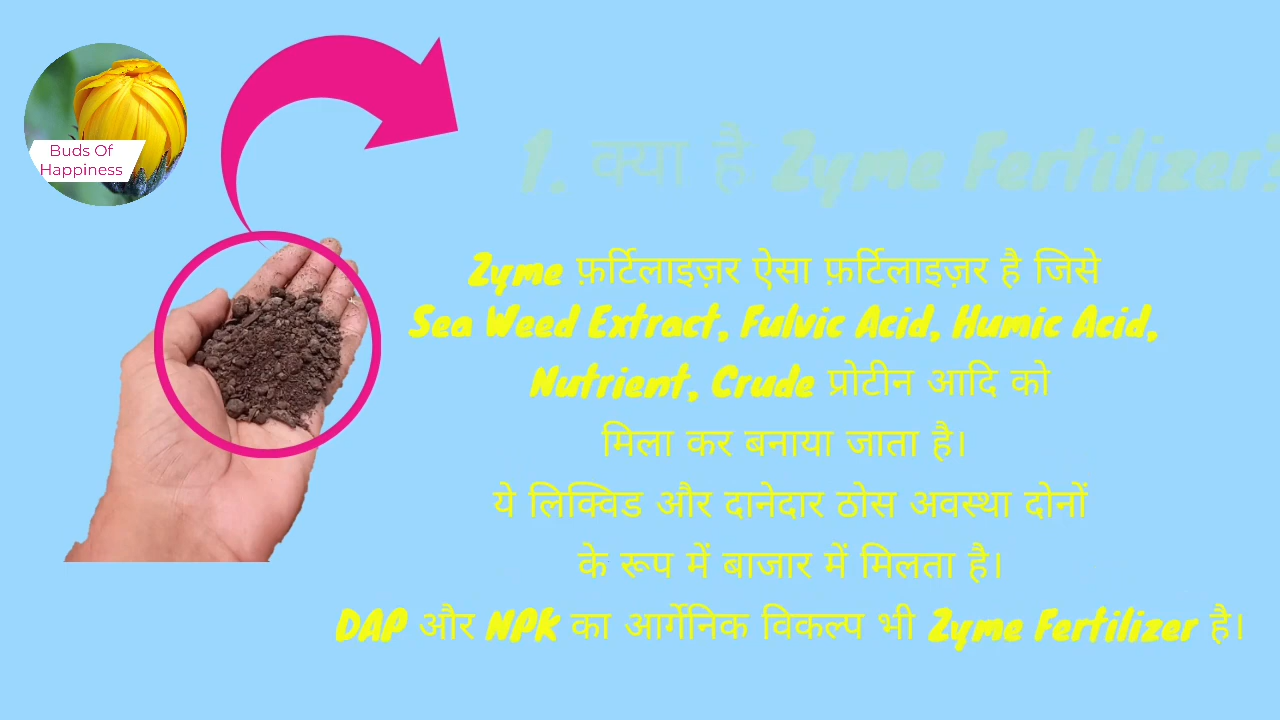 Buds Of
Happiness
1. क्या है Zyme Fertilizer?
Zyme फ़र्टिलाइज़र ऐसा फ़र्टिलाइज़र है जिसे
Sea Weed Extract, Fulvic Acid, Humic Acid,
Nutrient, Crude प्रोटीन आदि को
मिला कर बनाया जाता है।
ये लिक्विड और दानेदार ठोस अवस्था दोनों
के रूप में बाजार में मिलता है।
DAP और NPK का आर्गेनिक विकल्प भी Zyme Fertilizer है।